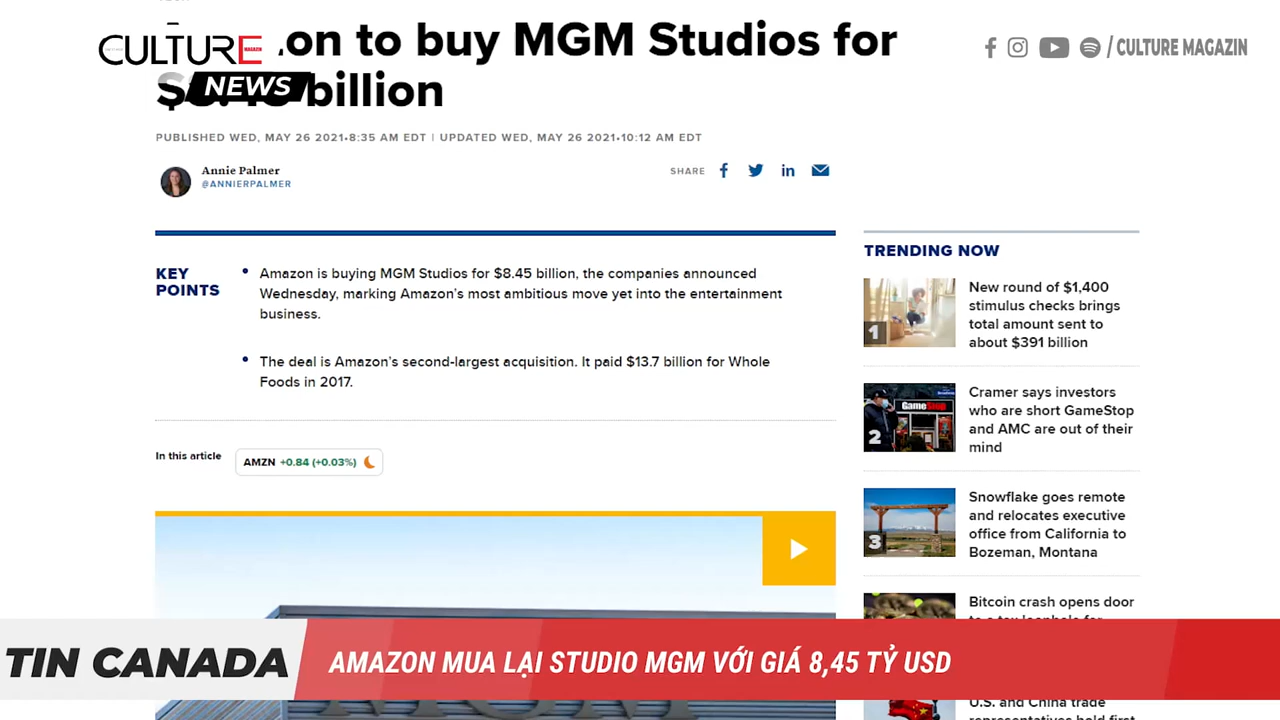 CULTURE
MAGAZIN
NEWS
on to buy MGM Studios for
billion
/ CULTURE MAGAZIN
PUBLISHED WED, MAY 26 2021•8:35 AM EDT | UPDATED WED, MAY 26 2021•10:12 AM EDT
Annie Palmer
@ANNIERPALMER
SHARE
KEY
POINTS
Amazon is buying MGM Studios for $8.45 billion, the companies announced
Wednesday, marking Amazon's most ambitious move yet into the entertainment
business.
The deal is Amazon's second-largest acquisition. It paid $13.7 billion for Whole
Foods in 2017.
In this article
AMZN +0.84 (+0.03%)
TRENDING NOW
1
New round of $1,400
stimulus checks brings
total amount sent to
about $391 billion
GameStop
2
Cramer says investors
who are short GameStop
and AMC are out of their
mind
3
Snowflake goes remote
and relocates executive
office from California to
Bozeman, Montana
Bitcoin crash opens door
U.S. and China trade
TIN CANADA
AMAZON MUA LẠI STUDIO MGM VỚI GIÁ 8,45 TỶ USD